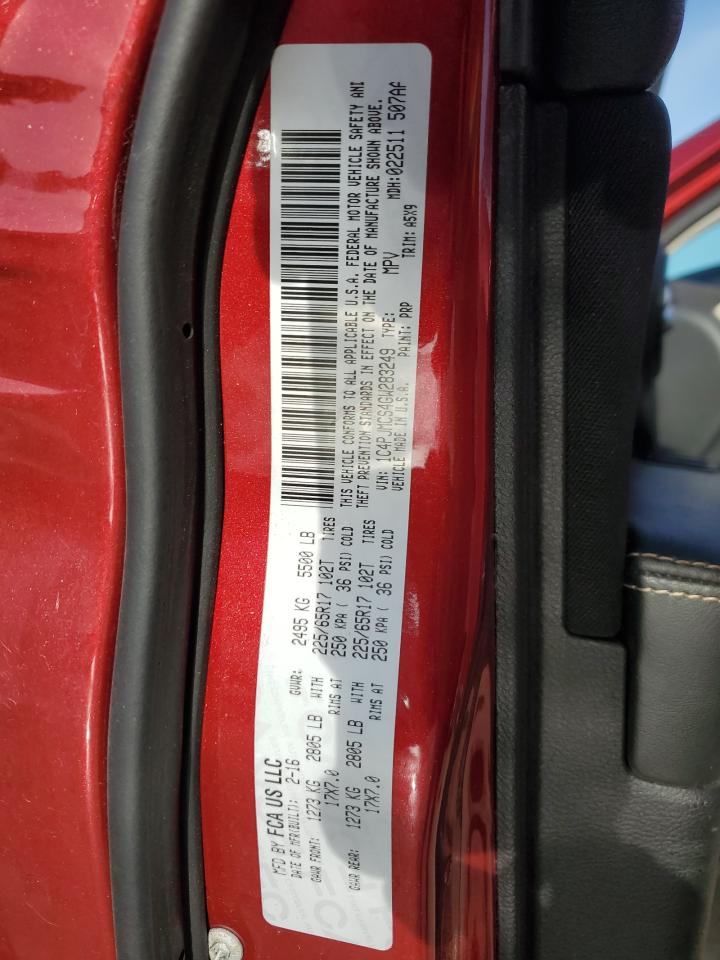 MFD BY FCA US LLC
DATE OF MFR(BUILT): 2-16 GVWR: 2495 KG 5500 LB
GAWR FRONT: 1273 KG 2805 LB WITH 225/65R17 102T TIRES
17X7.0 RIMS AT 250 KPA ( 36 PSI) COLD
GAWR REAR: 1273 KG 2805 LB WITH 225/65R17 102T TIRES
17X7.0 RIMS AT 250 KPA ( 36 PSI) COLD
THIS VEHICLE CONFORMS TO ALL APPLICABLE U.S.A. FEDERAL MOTOR VEHICLE SAFETY AND
THEFT PREVENTION STANDARDS IN EFFECT ON THE DATE OF MANUFACTURE SHOWN ABOVE.
VIN: 1C4PJMCS4GW283249 TYPE: MPV MDH:022511 507AF
VEHICLE MADE IN U.S.A. PAINT: PRP TRIM: A5X9